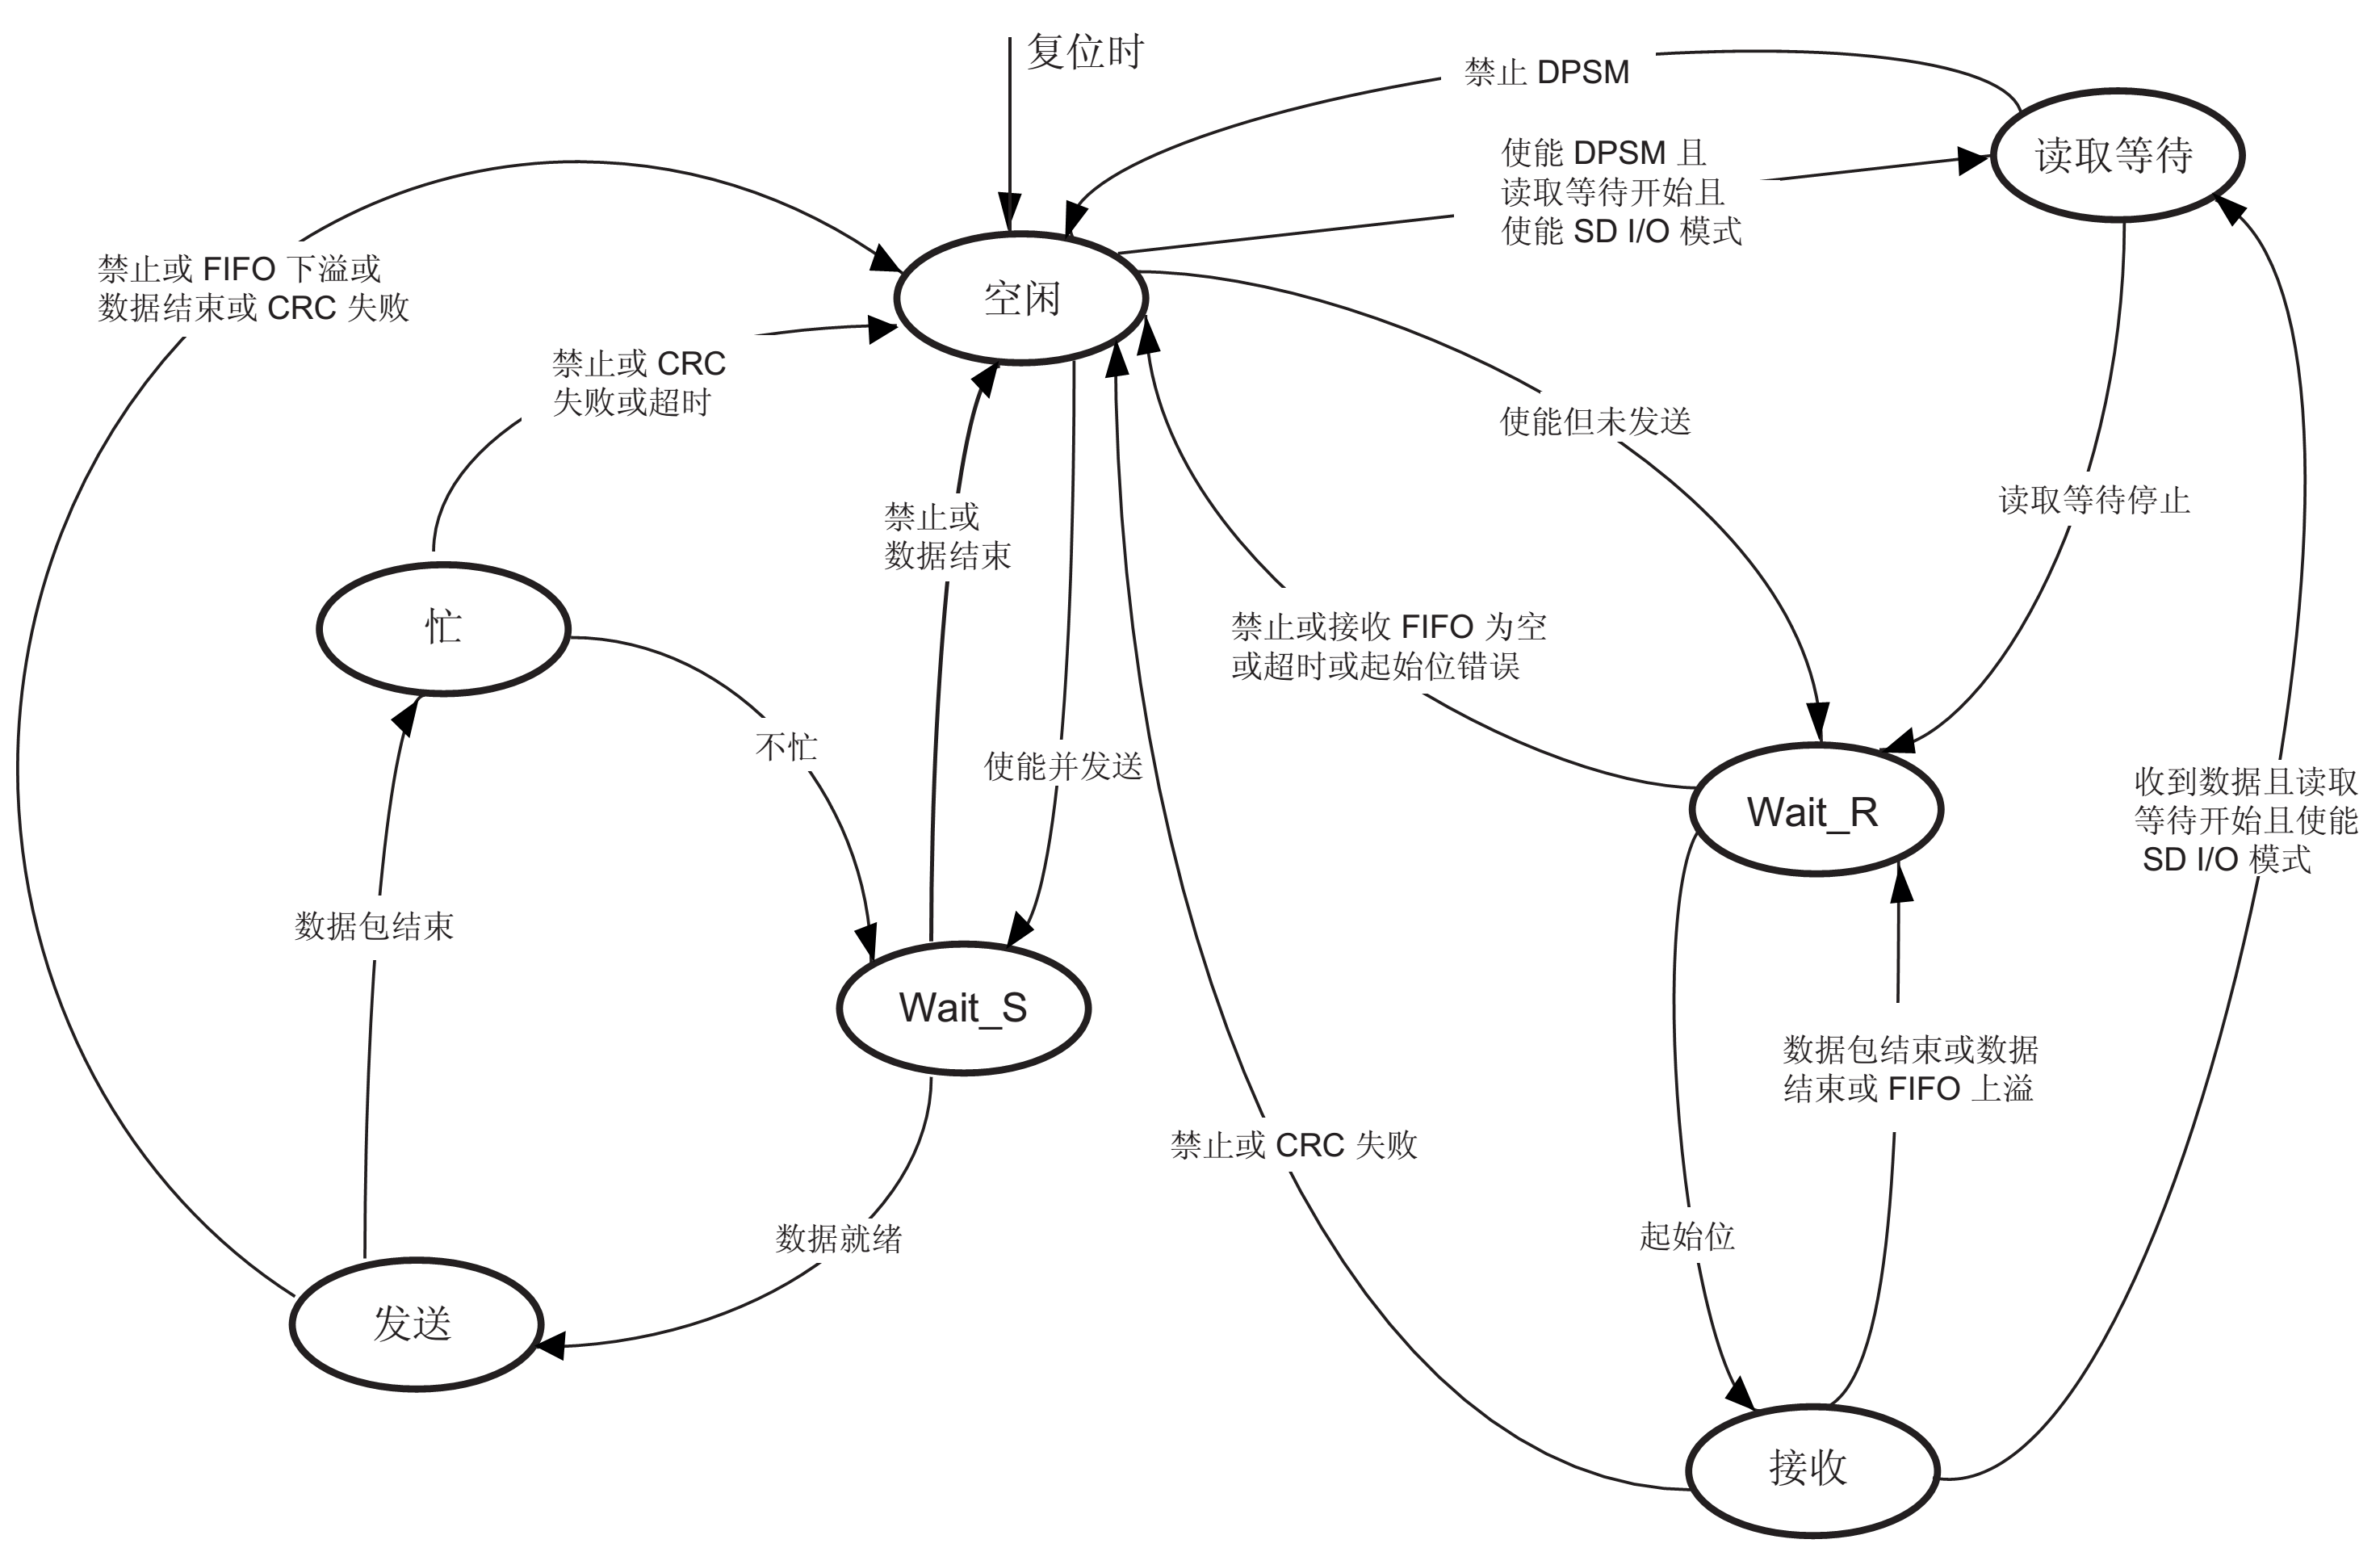 复位时
禁止 DPSM
使能 DPSM 且
读取等待开始且
使能 SD I/O 模式
读取等待
禁止或 FIFO 下溢或
数据结束或 CRC 失败
空闲
禁止或 CRC
失败或超时
使能但未发送
读取等待停止
禁止或
数据结束
忙
禁止或接收 FIFO 为空
或超时或起始位错误
不忙
使能并发送
Wait_R
收到数据且读取
等待开始且使能
SD I/O 模式
数据包结束
Wait_S
数据包结束或数据
结束或 FIFO 上溢
禁止或 CRC 失败
数据就绪
起始位
发送
接收